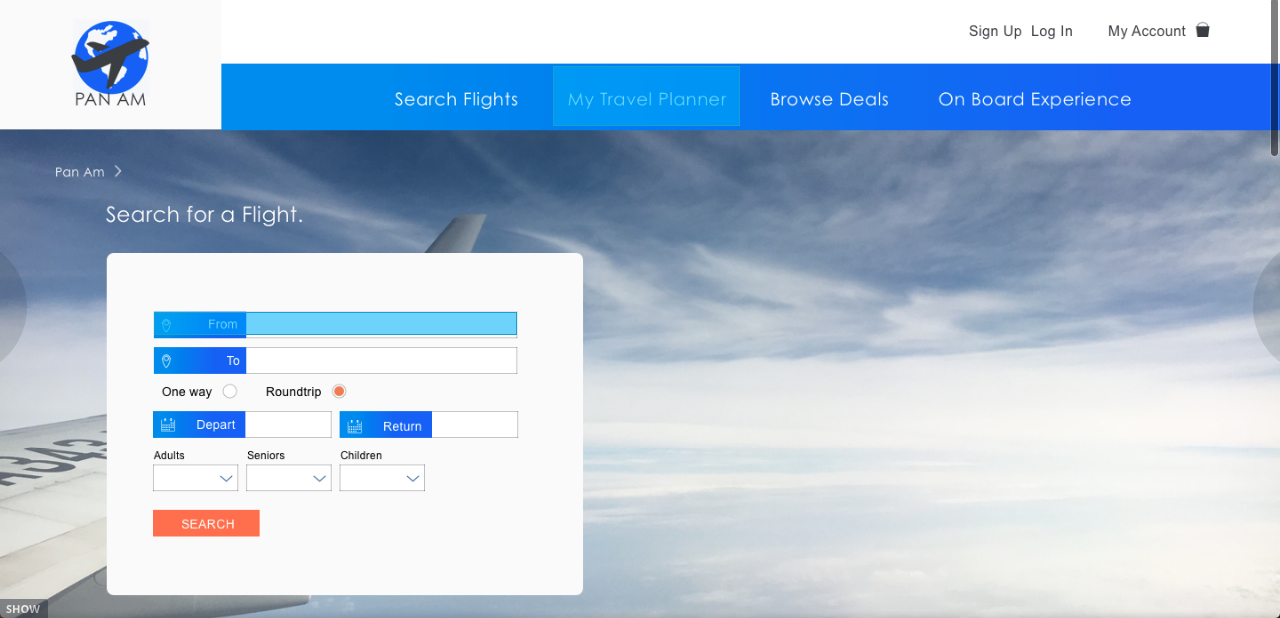 Sign Up Log In My Account
PAN AM
Search Flights My Travel Planner Browse Deals On Board Experience
Pan Am
Search for a Flight.
From
To
One way Roundtrip
Depart Return
Adults Seniors Children
SEARCH
SHOW